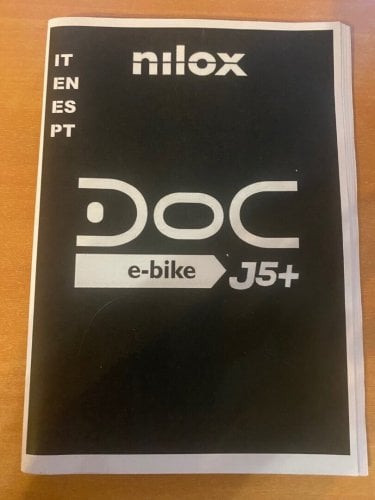 IT
EN
ES
PT
nilox
DOC
e-bike
J5+